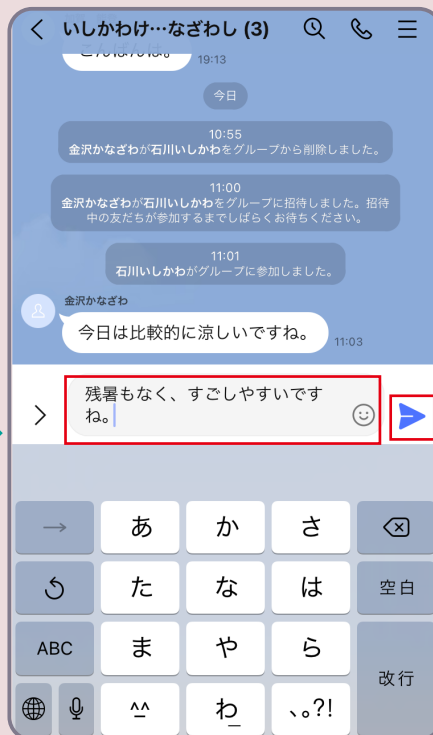 いしかわけ…なざわし (3)
こんばんは。
19:13
今日
10:55
金沢かなざわが石川いしかわをグループから削除しました。
11:00
金沢かなざわが石川いしかわをグループに招待しました。招待
中の友だちが参加するまでしばらくお待ちください。
11:01
石川いしかわがグループに参加しました。
金沢かなざわ
今日は比較的に涼しいですね。
11:03
残暑もなく、すごしやすいです
ね。
→ あ か さ
た な は 空白
ABC ま や ら
改行
^^ わ 、。?!